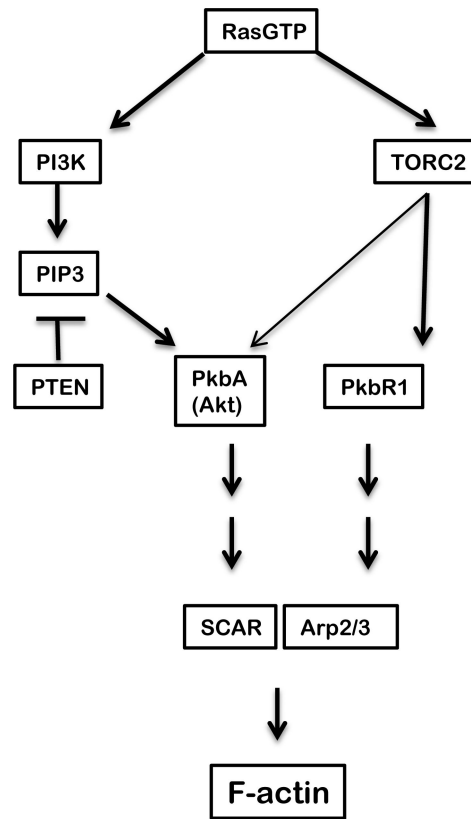 RasGTP
PI3K
TORC2
PIP3
PTEN
PkbA
(Akt)
PkbR1
SCAR
Arp2/3
F-actin